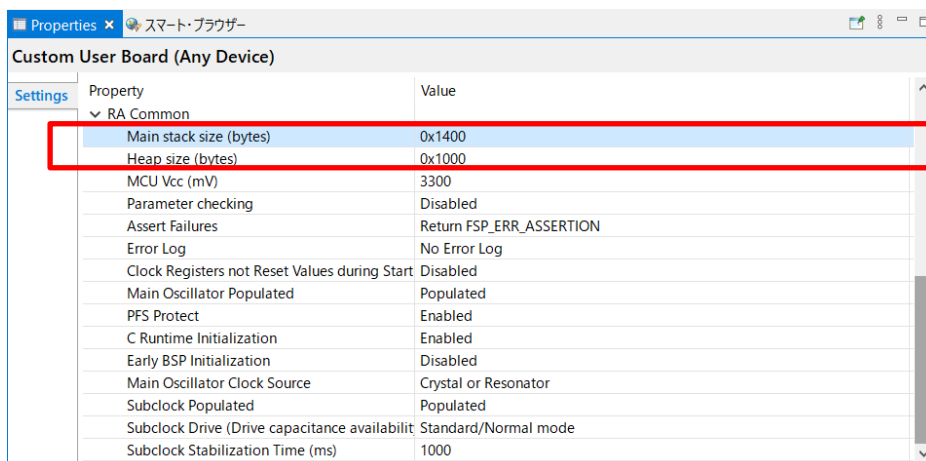 Properties スマート・ブラウザー
Custom User Board (Any Device)
Settings
Property Value
RA Common
Main stack size (bytes) 0x1400
Heap size (bytes) 0x1000
MCU Vcc (mV) 3300
Parameter checking Disabled
Assert Failures Return FSP_ERR_ASSERTION
Error Log No Error Log
Clock Registers not Reset Values during Start Disabled
Main Oscillator Populated Populated
PFS Protect Enabled
C Runtime Initialization Enabled
Early BSP Initialization Disabled
Main Oscillator Clock Source Crystal or Resonator
Subclock Populated Populated
Subclock Drive (Drive capacitance availabilit Standard/Normal mode
Subclock Stabilization Time (ms) 1000